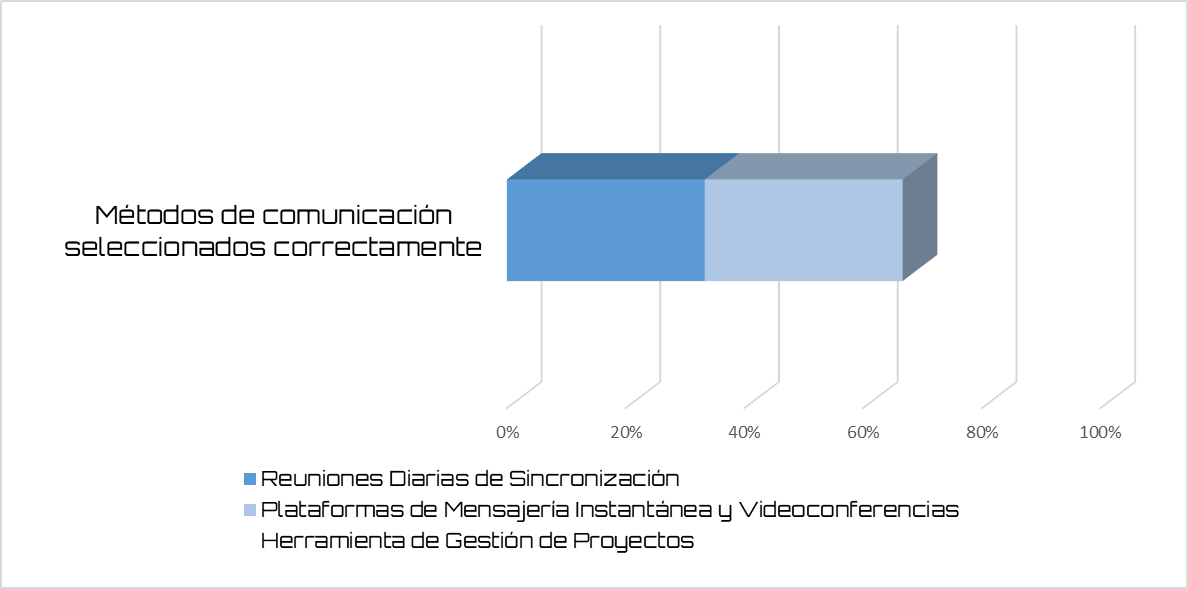 Métodos de comunicación
seleccionados correctamente
0% 20% 40% 60% 80% 100%
Reuniones Diarias de Sincronización
Plataformas de Mensajería Instantánea y Videoconferencias
Herramienta de Gestión de Proyectos